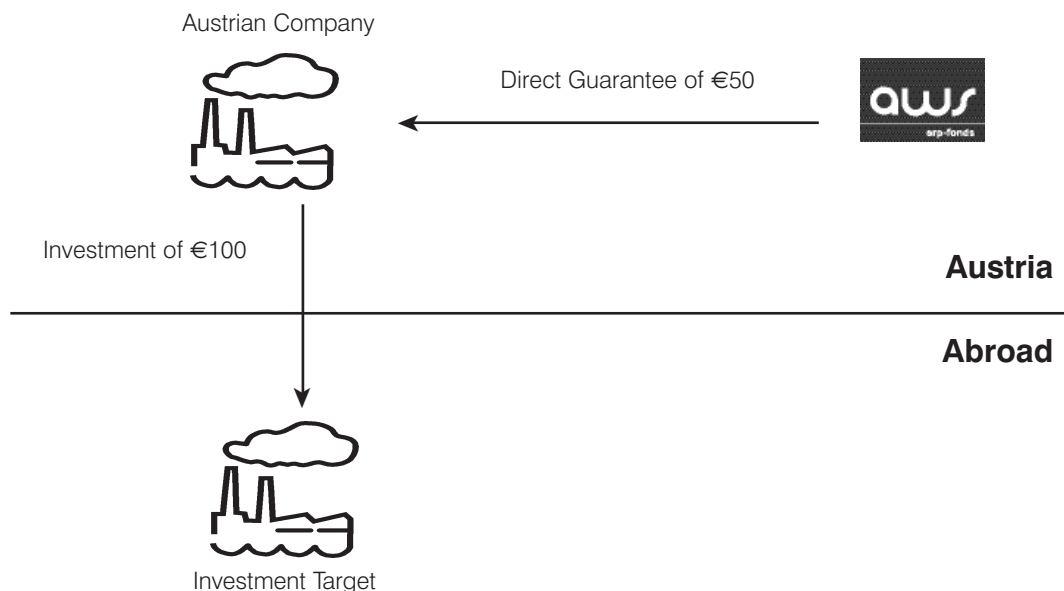 Austrian Company
Direct Guarantee of €50
aws
erp-fonds
Investment of €100
Austria
Abroad
Investment Target